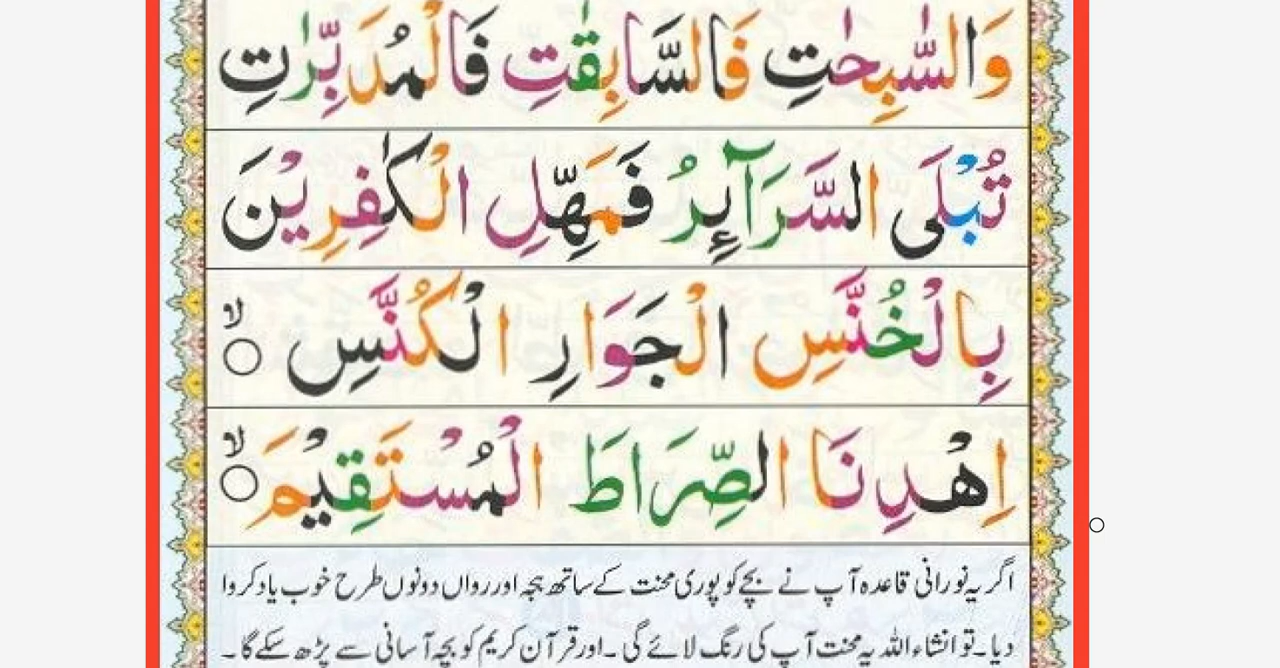 وَالسّٰبِحٰتِ فَالسَّابِقٰتِ فَالْمُدَبِّرٰتِ
تُبْلَى السَّرَآئِرُ فَمَهِّلِ الْكٰفِرِيْنَ
بِالْخُنَّسِ الْجَوَارِ الْكُنَّسِ ۙ○
اِهْدِنَا الصِّرَاطَ الْمُسْتَقِيْمَ ۙ○
اگر یہ نورانی قاعدہ آپ نے بچے کو پوری محنت کے ساتھ ہجہ اور رواں دونوں طرح خوب یاد کروا
دیا۔ تو انشاءاللہ یہ محنت آپ کی رنگ لائے گی۔ اور قرآن کریم کو بچہ آسانی سے پڑھ سکے گا۔